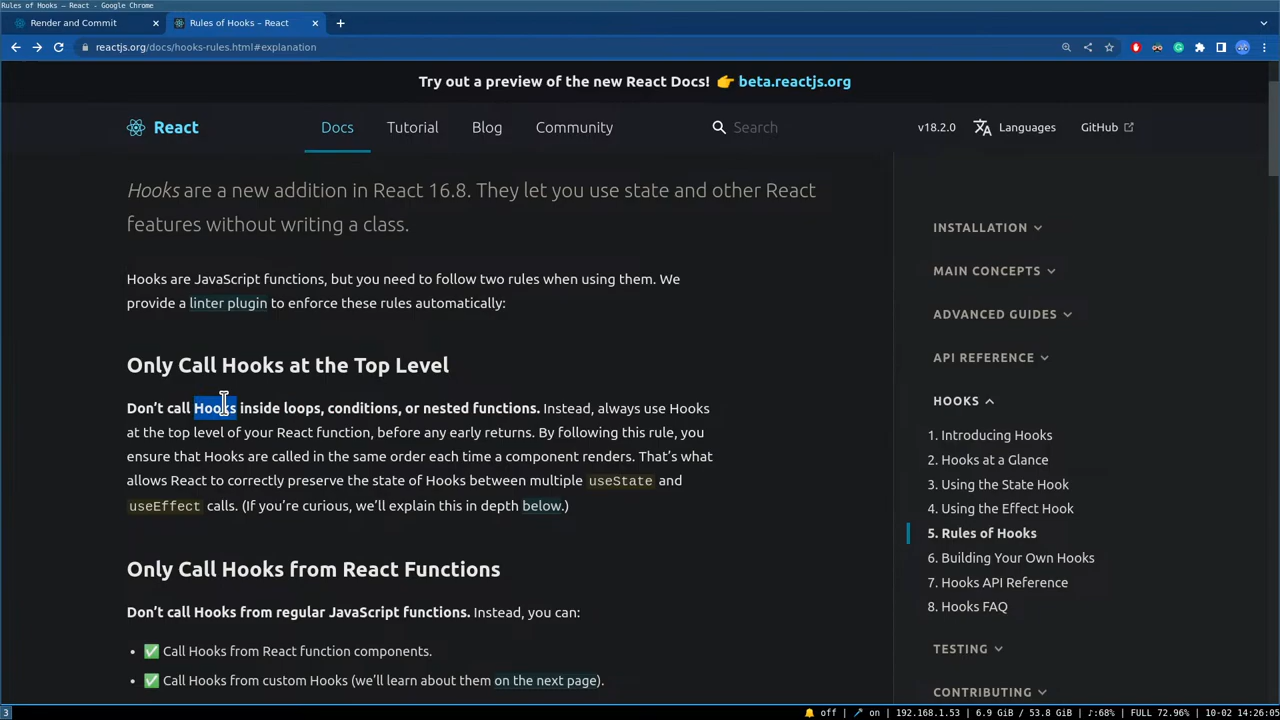 Rules of Hooks – React - Google Chrome
Render and Commit
Rules of Hooks – React
reactjs.org/docs/hooks-rules.html#explanation
Try out a preview of the new React Docs! 👉 beta.reactjs.org
React
Docs
Tutorial
Blog
Community
Search
v18.2.0
Languages
GitHub
Hooks are a new addition in React 16.8. They let you use state and other React
features without writing a class.
Hooks are JavaScript functions, but you need to follow two rules when using them. We
provide a linter plugin to enforce these rules automatically:
Only Call Hooks at the Top Level
Don’t call Hooks inside loops, conditions, or nested functions. Instead, always use Hooks
at the top level of your React function, before any early returns. By following this rule, you
ensure that Hooks are called in the same order each time a component renders. That’s what
allows React to correctly preserve the state of Hooks between multiple useState and
useEffect calls. (If you’re curious, we’ll explain this in depth below.)
Only Call Hooks from React Functions
Don’t call Hooks from regular JavaScript functions. Instead, you can:
• ✅ Call Hooks from React function components.
• ✅ Call Hooks from custom Hooks (we’ll learn about them on the next page).
INSTALLATION
MAIN CONCEPTS
ADVANCED GUIDES
API REFERENCE
HOOKS
1. Introducing Hooks
2. Hooks at a Glance
3. Using the State Hook
4. Using the Effect Hook
5. Rules of Hooks
6. Building Your Own Hooks
7. Hooks API Reference
8. Hooks FAQ
TESTING
CONTRIBUTING
3
off | on | 192.168.1.53 | 6.9 GiB / 53.8 GiB | ♪:68% | FULL 72.96% | 10-02 14:26:05